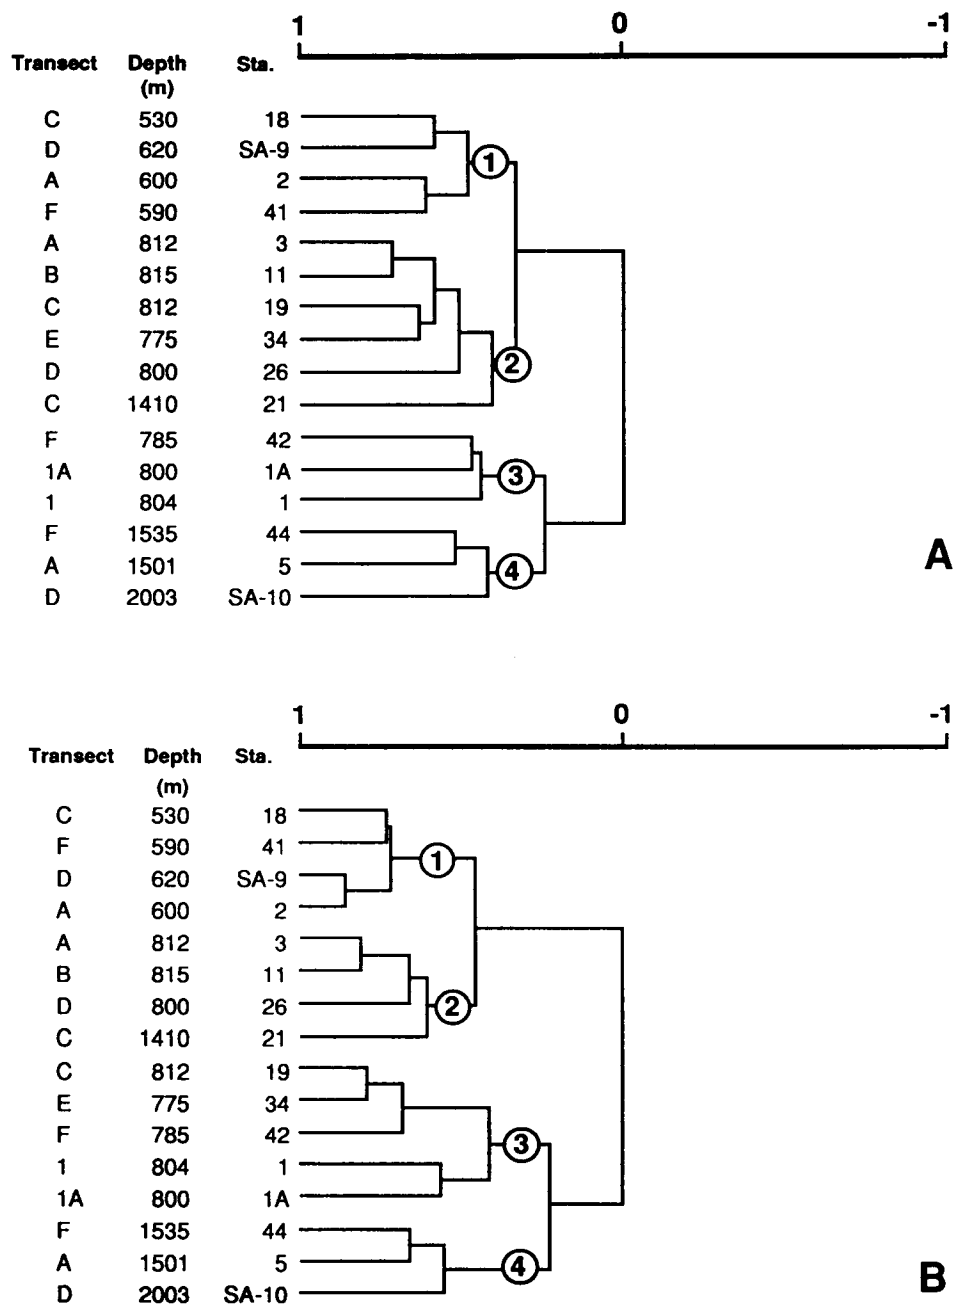 1 0 -1
Transect Depth Sta.
(m)
C 530 18
D 620 SA-9
1
A 600 2
F 590 41
A 812 3
B 815 11
C 812 19
E 775 34
2
D 800 26
C 1410 21
F 785 42
1A 800 1A
3
1 804 1
F 1535 44
A
A 1501 5
4
D 2003 SA-10
1 0 -1
Transect Depth Sta.
(m)
C 530 18
F 590 41
1
D 620 SA-9
A 600 2
A 812 3
B 815 11
D 800 26
2
C 1410 21
C 812 19
E 775 34
F 785 42
3
1 804 1
1A 800 1A
F 1535 44
A 1501 5
4
B
D 2003 SA-10